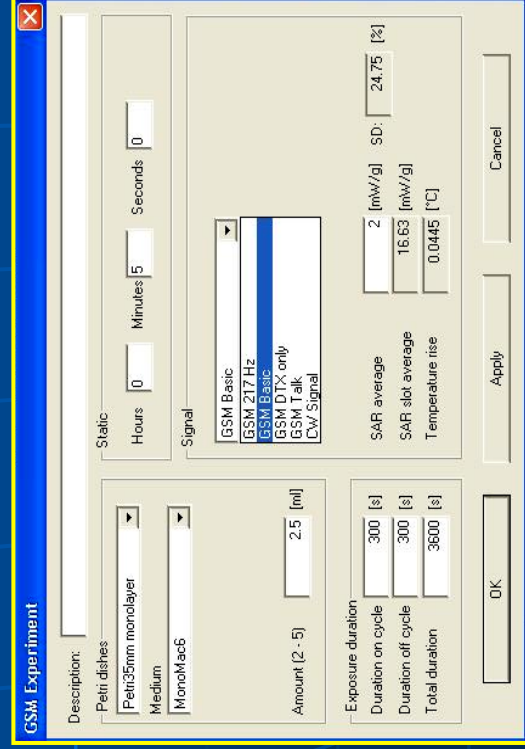 GSM Experiment
Description:
Petri dishes
Petri35mm monolayer
Medium
MonoMac6
Amount (2 - 5) 2.5 [ml]
Static
Hours 0 Minutes 5 Seconds 0
Signal
GSM Basic
GSM 217 Hz
GSM Basic
GSM DTX only
GSM Talk
CW Signal
SAR average 2 [mW/g] SD: 24.75 [%]
SAR slot average 16.63 [mW/g]
Temperature rise 0.0445 [°C]
Exposure duration
Duration on cycle 300 [s]
Duration off cycle 300 [s]
Total duration 3600 [s]
OK Apply Cancel